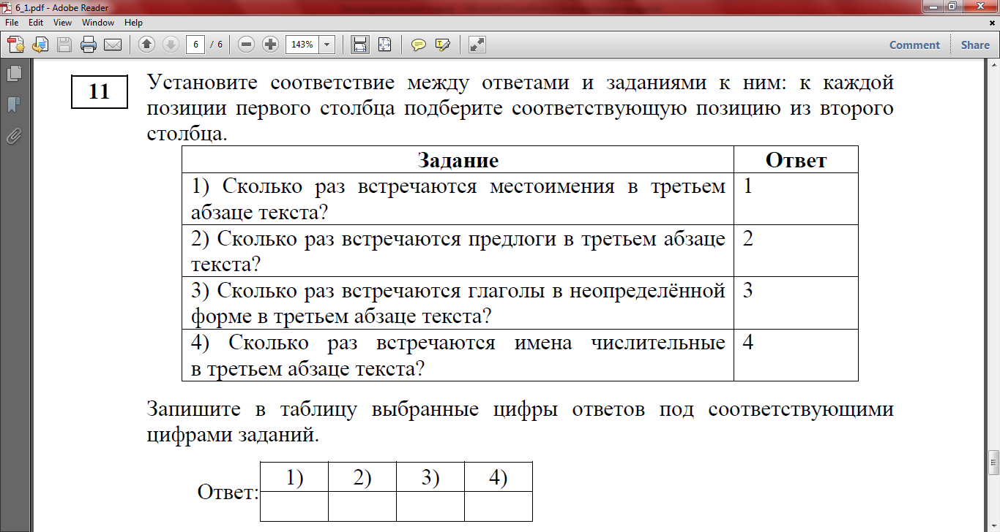 6_1.pdf - Adobe Reader
File Edit View Window Help
6 / 6 143% Comment Share
11
Установите соответствие между ответами и заданиями к ним: к каждой
позиции первого столбца подберите соответствующую позицию из второго
столбца.
Задание Ответ
1) Сколько раз встречаются местоимения в третьем 1
абзаце текста?
2) Сколько раз встречаются предлоги в третьем абзаце 2
текста?
3) Сколько раз встречаются глаголы в неопределённой 3
форме в третьем абзаце текста?
4) Сколько раз встречаются имена числительные 4
в третьем абзаце текста?
Запишите в таблицу выбранные цифры ответов под соответствующими
цифрами заданий.
1) 2) 3) 4)
Ответ: